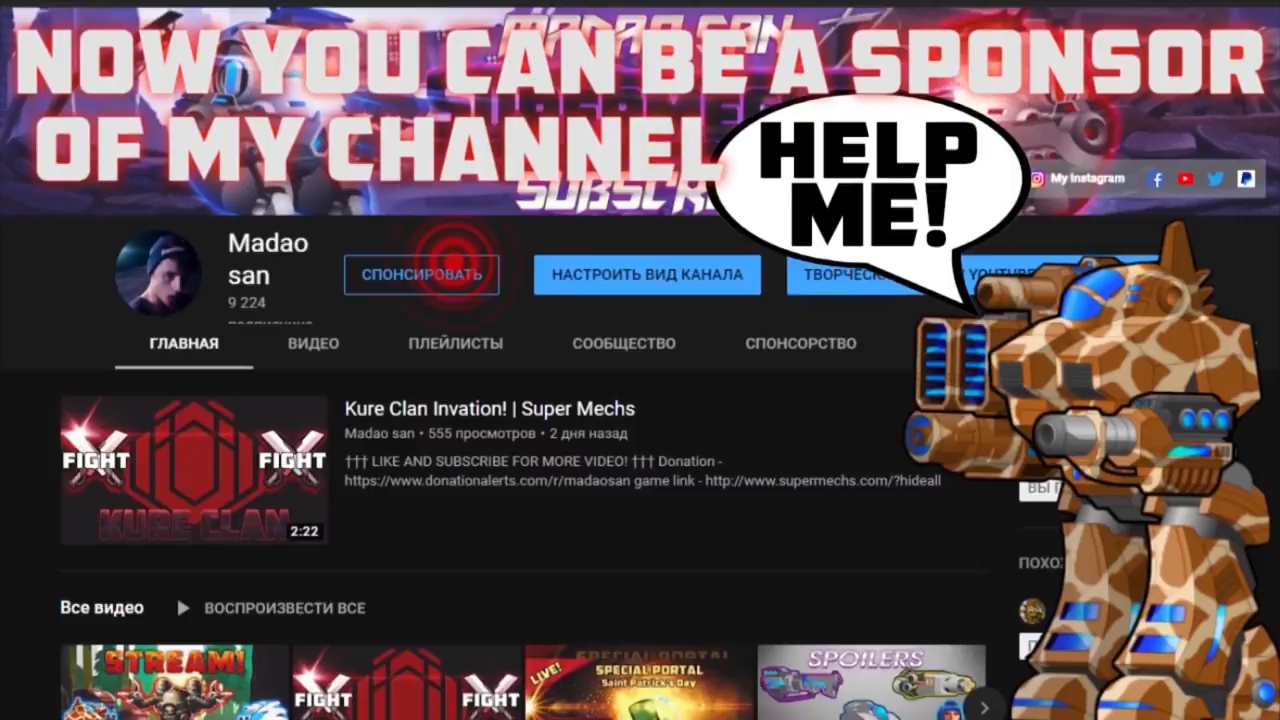 MADAO SAN
NOW YOU CAN BE A SPONSOR
OF MY CHANNEL
HELP
ME!
My Instagram
Madao
san
9 224
СПОНСИРОВАТЬ
НАСТРОИТЬ ВИД КАНАЛА
ГЛАВНАЯ
ВИДЕО
ПЛЕЙЛИСТЫ
СООБЩЕСТВО
СПОНСОРСТВО
FIGHT
FIGHT
KURE CLAN
2:22
Kure Clan Invation! | Super Mechs
Madao san • 555 просмотров • 2 дня назад
††† LIKE AND SUBSCRIBE FOR MORE VIDEO! ††† Donation -
https://www.donationalerts.com/r/madaosan game link - http://www.supermechs.com/?hideall
Все видео
ВОСПРОИЗВЕСТИ ВСЕ
STREAM!
FIGHT
FIGHT
LIVE!
SPECIAL PORTAL
Saint Patrick's Day
SPOILERS